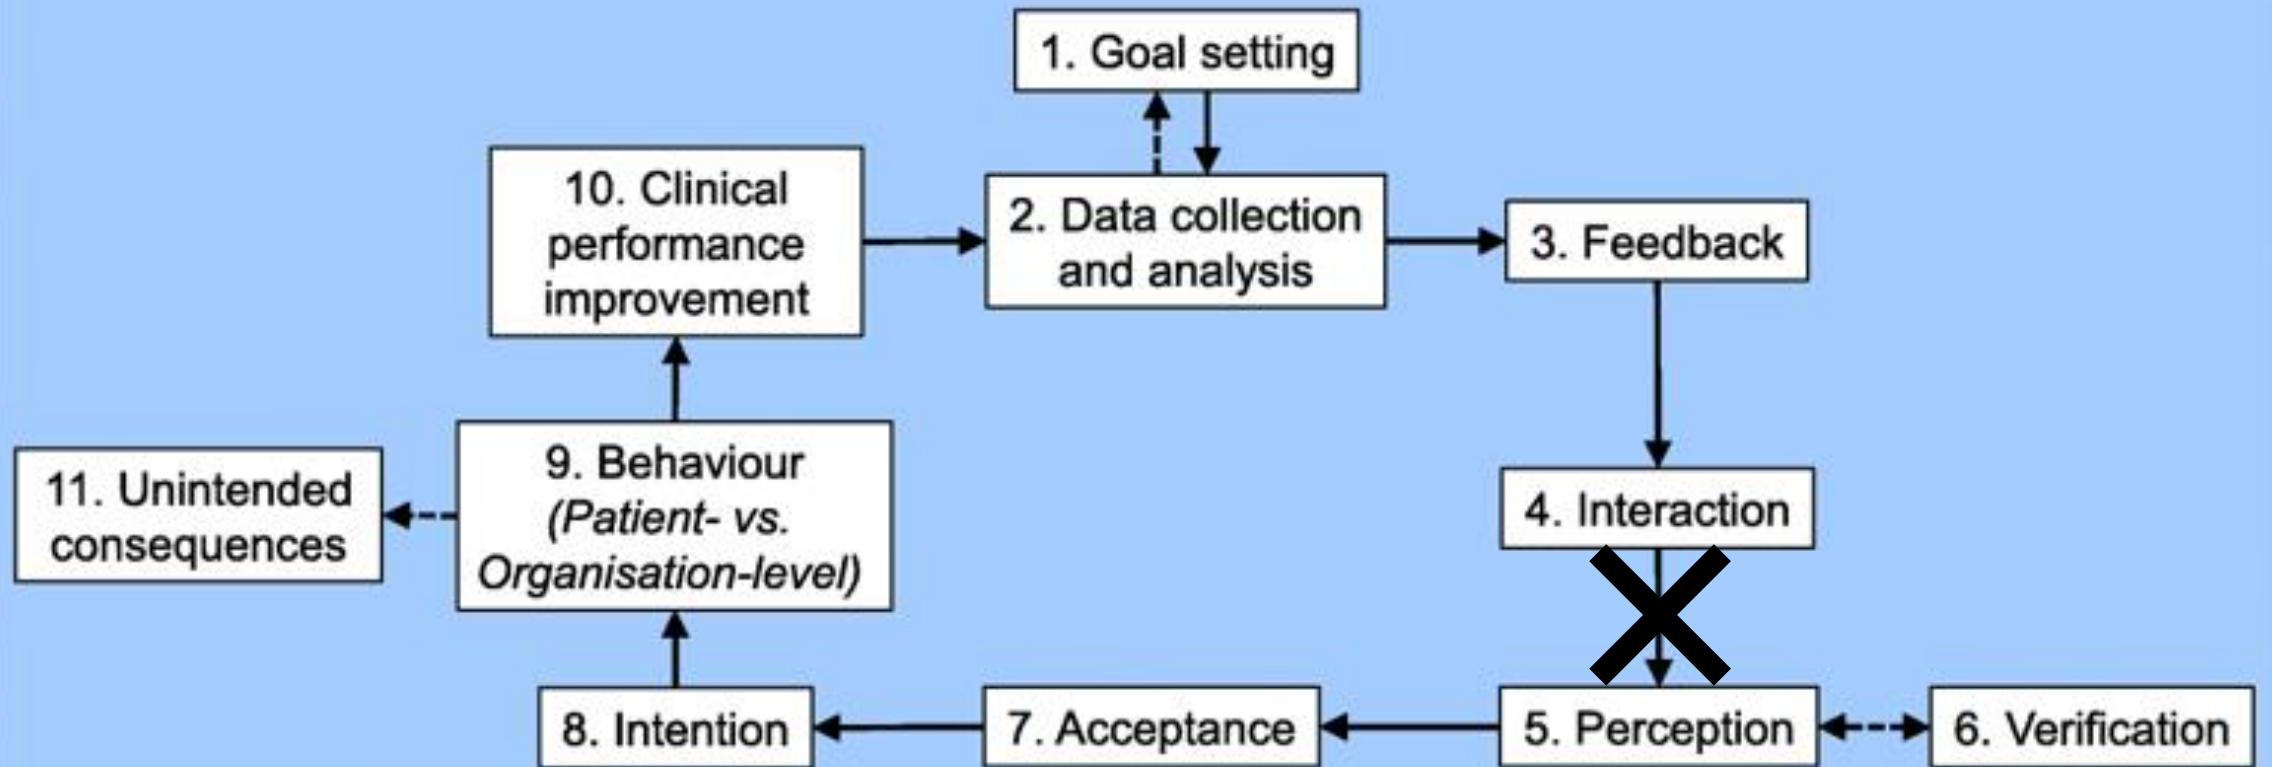 1. Goal setting
2. Data collection
and analysis
3. Feedback
4. Interaction
5. Perception
6. Verification
7. Acceptance
8. Intention
9. Behaviour
(Patient- vs.
Organisation-level)
10. Clinical
performance
improvement
11. Unintended
consequences